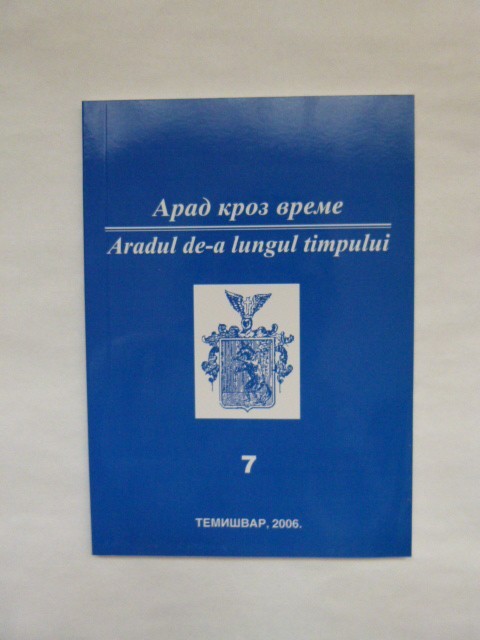 Арад кроз време
Aradul de-a lungul timpului
7
ТЕМИШВАР, 2006.